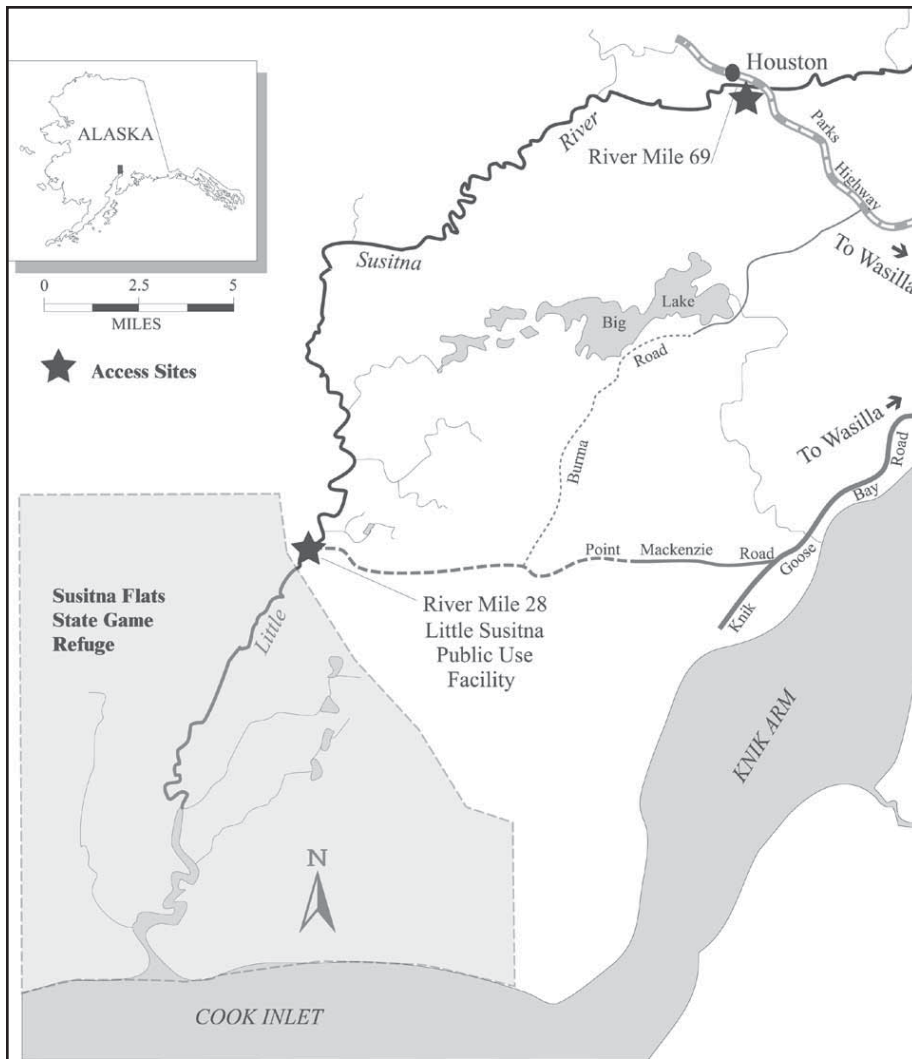 ALASKA
0 2.5 5
MILES
Access Sites
Houston
River Mile 69
River
Susitna
Parks
Highway
To Wasilla
Big
Lake
Road
Burma
To Wasilla
Road
Bay
Goose
Knik
Point Mackenzie Road
River Mile 28
Little Susitna
Public Use
Facility
Susitna Flats
State Game
Refuge
Little
KNIK ARM
N
COOK INLET